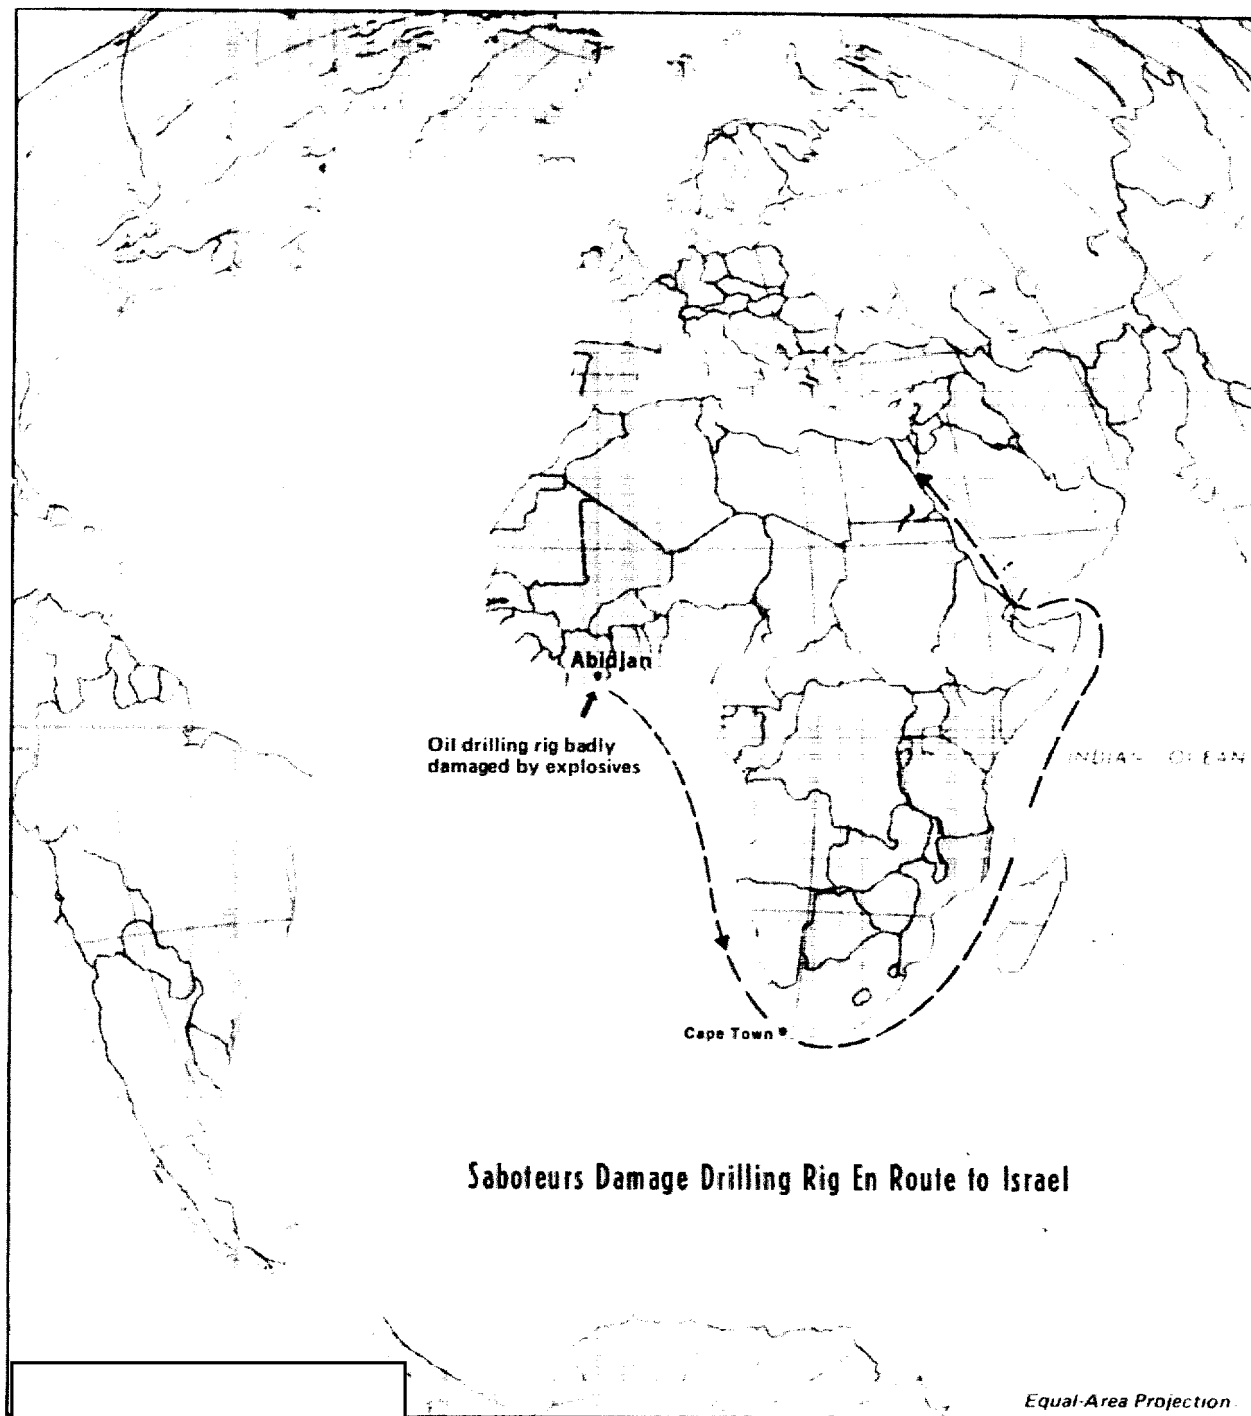 Abidjan
Oil drilling rig badly
damaged by explosives
INDIAN OCEAN
Cape Town
Saboteurs Damage Drilling Rig En Route to Israel
Equal-Area Projection